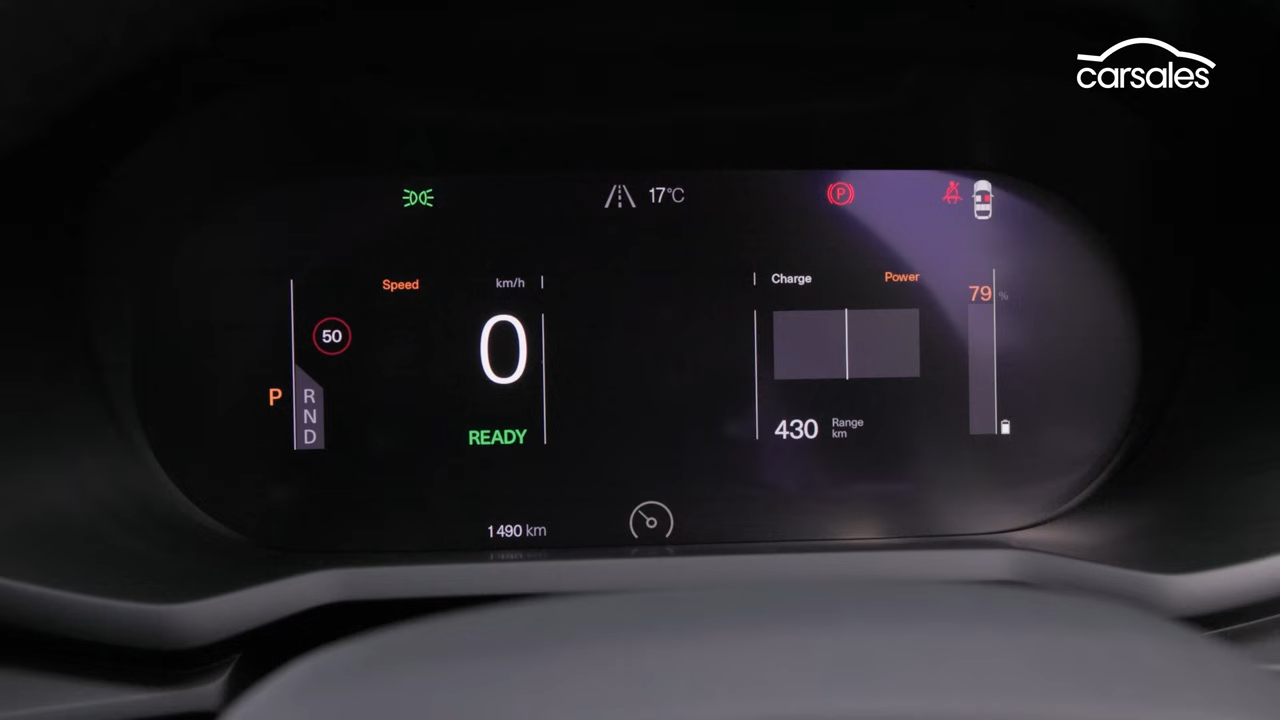 carsales
17°C
P
Speed
km/h
Charge
Power
79 %
50
0
P
R
N
D
READY
430
Range
km
1490 km